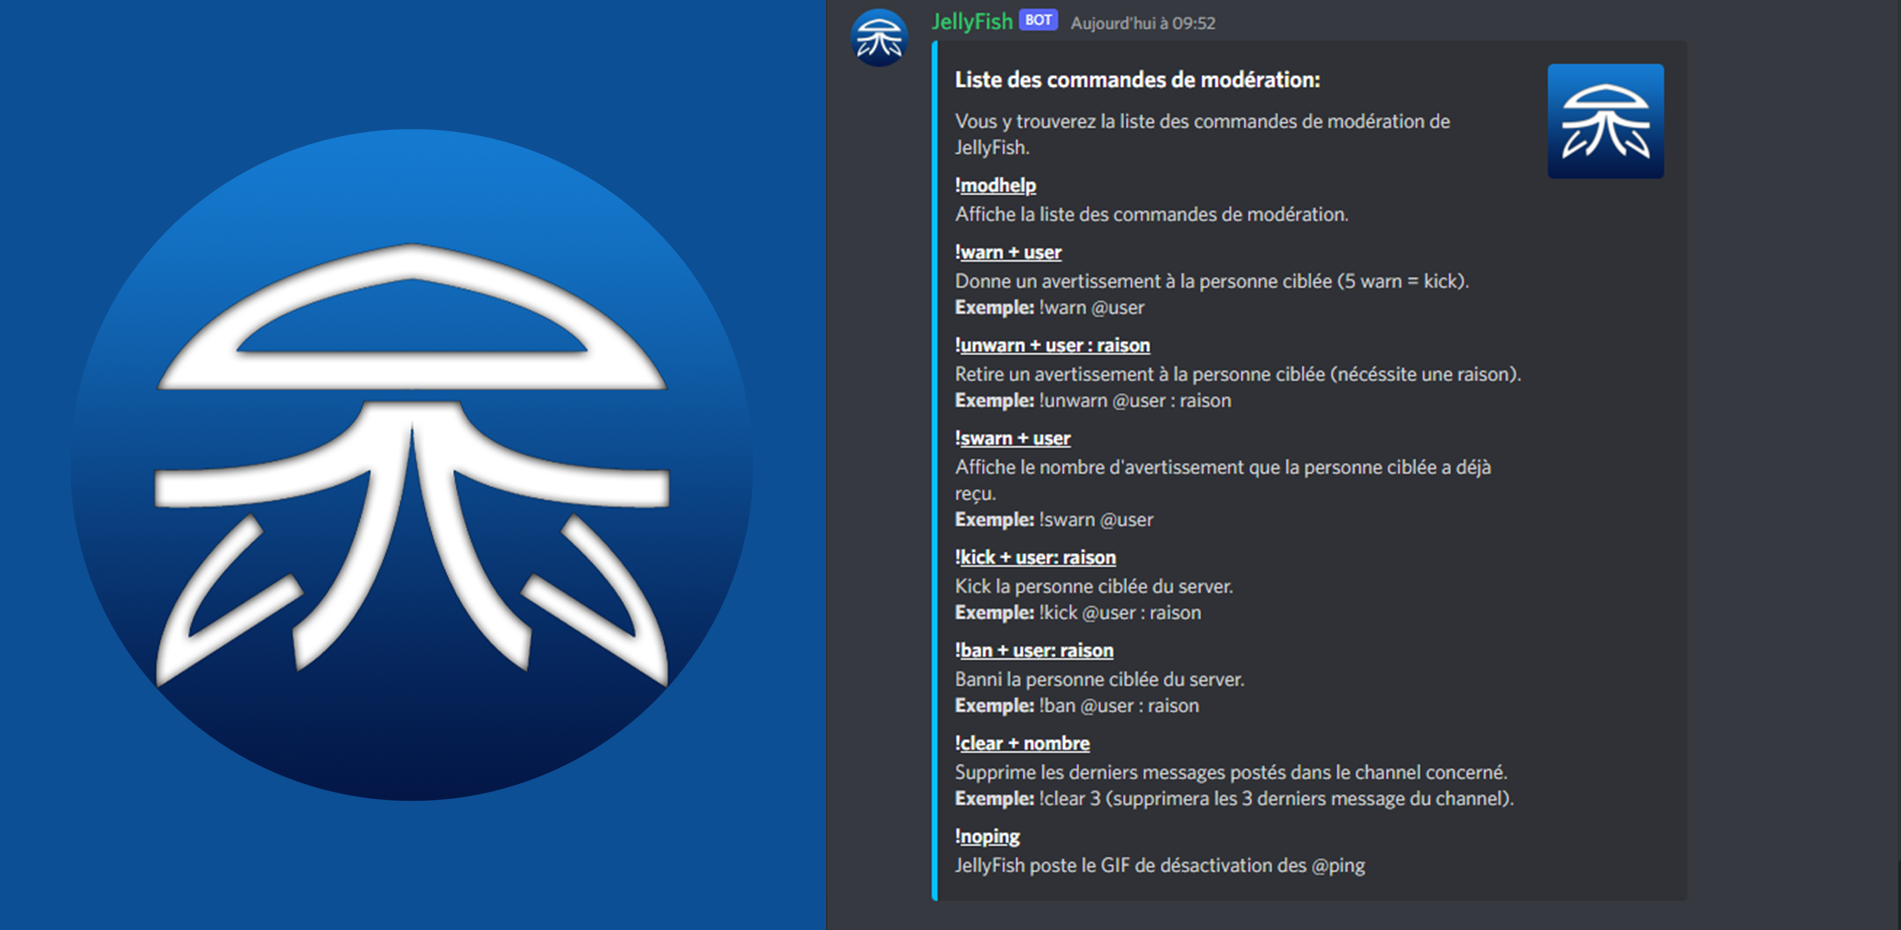 JellyFish BOT Aujourd'hui à 09:52
Liste des commandes de modération:
Vous y trouverez la liste des commandes de modération de
JellyFish.
!modhelp
Affiche la liste des commandes de modération.
!warn + user
Donne un avertissement à la personne ciblée (5 warn = kick).
Exemple: !warn @user
!unwarn + user : raison
Retire un avertissement à la personne ciblée (nécéssite une raison).
Exemple: !unwarn @user : raison
!swarn + user
Affiche le nombre d'avertissement que la personne ciblée a déjà
reçu.
Exemple: !swarn @user
!kick + user: raison
Kick la personne ciblée du server.
Exemple: !kick @user : raison
!ban + user: raison
Banni la personne ciblée du server.
Exemple: !ban @user : raison
!clear + nombre
Supprime les derniers messages postés dans le channel concerné.
Exemple: !clear 3 (supprimera les 3 derniers message du channel).
!noping
JellyFish poste le GIF de désactivation des @ping